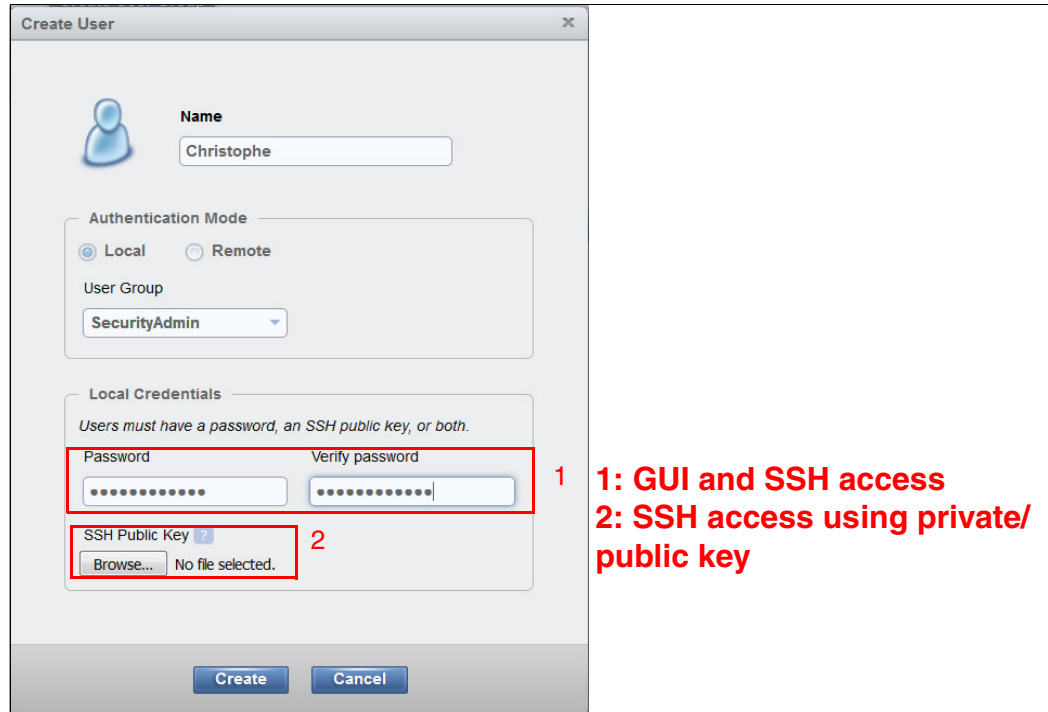 Create User
Name
Christophe
Authentication Mode
Local Remote
User Group
SecurityAdmin
Local Credentials
Users must have a password, an SSH public key, or both.
Password Verify password
1
SSH Public Key ?
2
Browse... No file selected.
Create Cancel
1: GUI and SSH access
2: SSH access using private/
public key